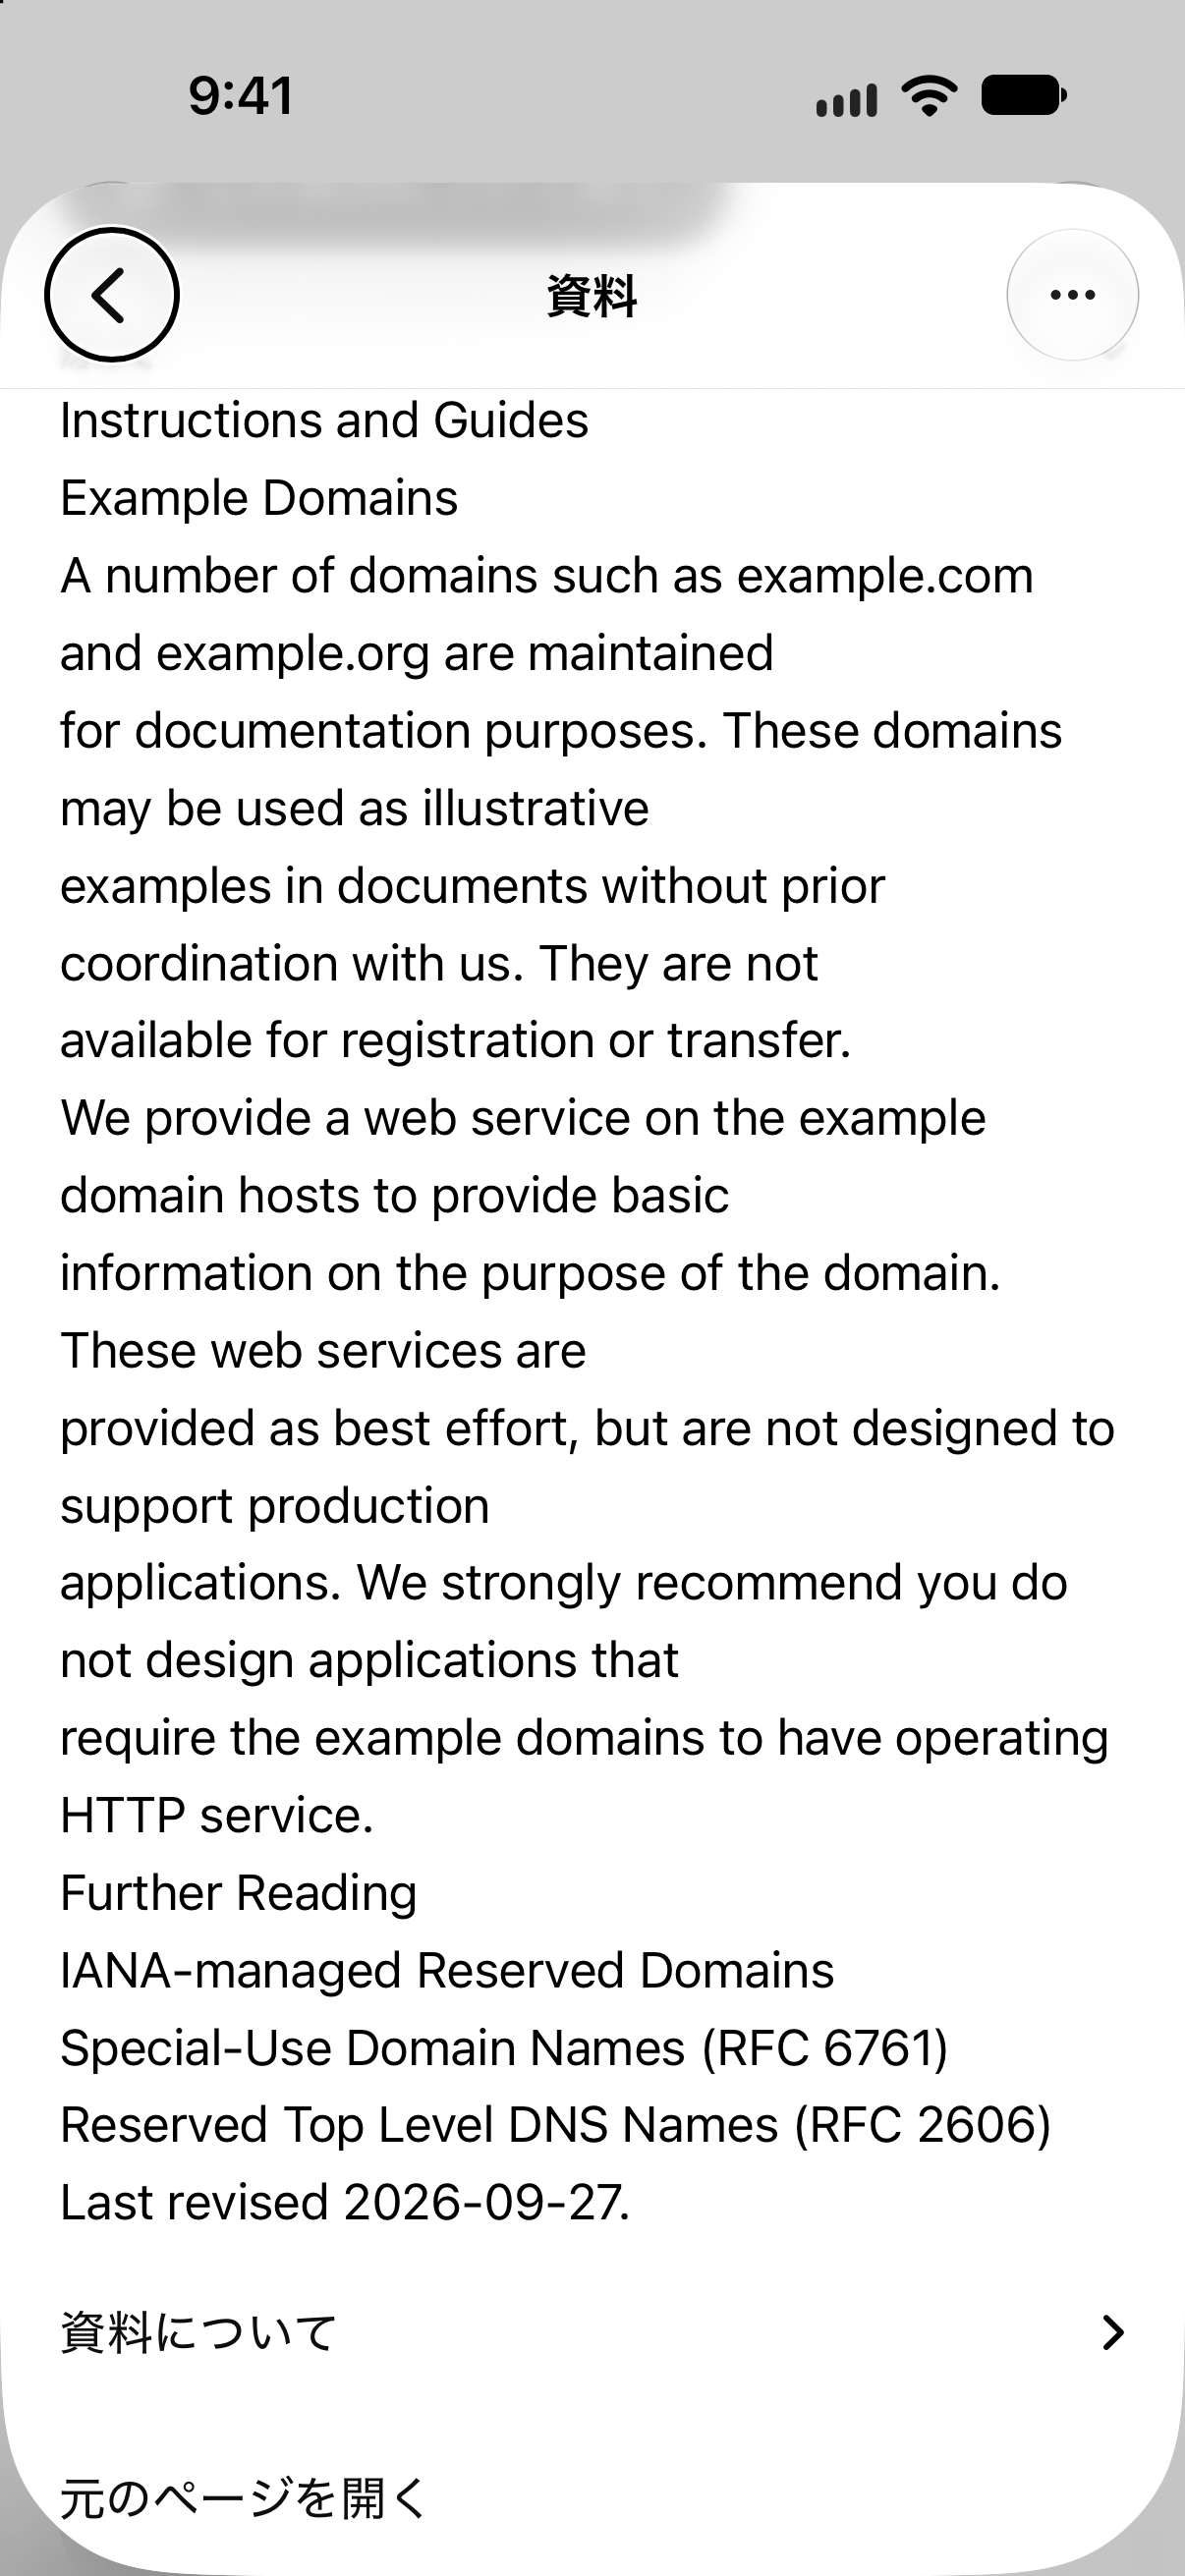 9:41
資料
Instructions and Guides
Example Domains
A number of domains such as example.com
and example.org are maintained
for documentation purposes. These domains
may be used as illustrative
examples in documents without prior
coordination with us. They are not
available for registration or transfer.
We provide a web service on the example
domain hosts to provide basic
information on the purpose of the domain.
These web services are
provided as best effort, but are not designed to
support production
applications. We strongly recommend you do
not design applications that
require the example domains to have operating
HTTP service.
Further Reading
IANA-managed Reserved Domains
Special-Use Domain Names (RFC 6761)
Reserved Top Level DNS Names (RFC 2606)
Last revised 2026-09-27.
資料について
元のページを開く